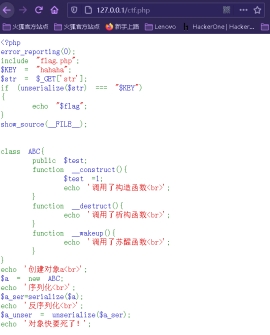 127.0.0.1/ctf.php
火狐官方站点 火狐官方站点 新手上路 Lenovo HackerOne | Hacker...
<?php
error_reporting(0);
include "flag.php";
$KEY = "hahaha";
$str = $_GET['str'];
if (unserialize($str) === "$KEY")
{
echo "$flag";
}
show_source(__FILE__);
class ABC{
public $test;
function __construct(){
$test =1;
echo '调用了构造函数<br>';
}
function __destruct(){
echo '调用了析构函数<br>';
}
function __wakeup(){
echo '调用了苏醒函数<br>';
}
}
echo '创建对象a<br>';
$a = new ABC;
echo '序列化<br>';
$a_ser=serialize($a);
echo '反序列化<br>';
$a_unser = unserialize($a_ser);
echo '对象快要死了!';